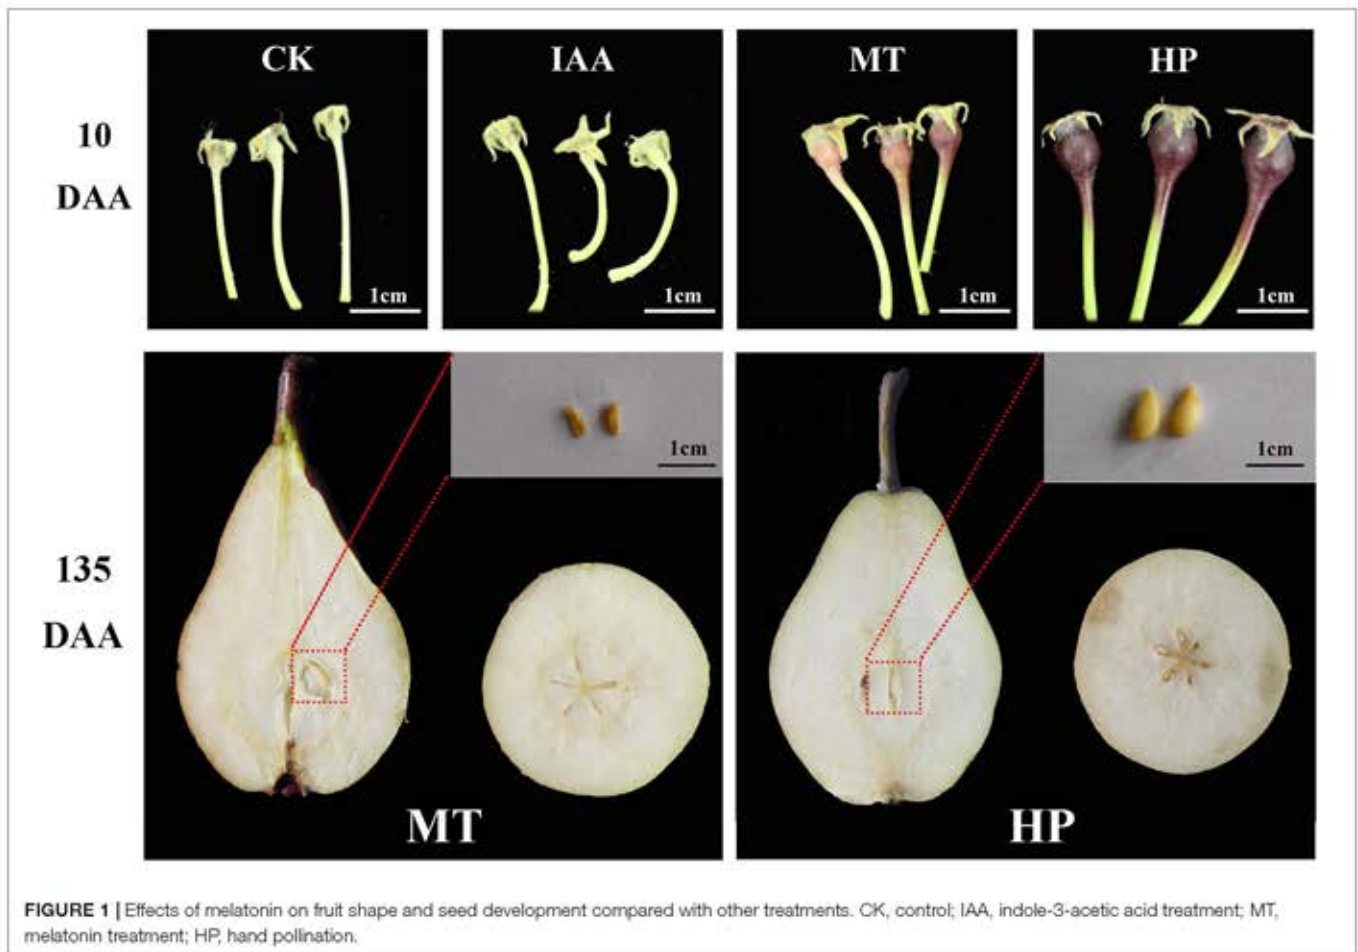 CK
IAA
MT
HP
10
DAA
1cm
1cm
1cm
1cm
1cm
1cm
135
DAA
MT
HP
FIGURE 1 | Effects of melatonin on fruit shape and seed development compared with other treatments. CK, control; IAA, indole-3-acetic acid treatment; MT,
melatonin treatment; HP, hand pollination.